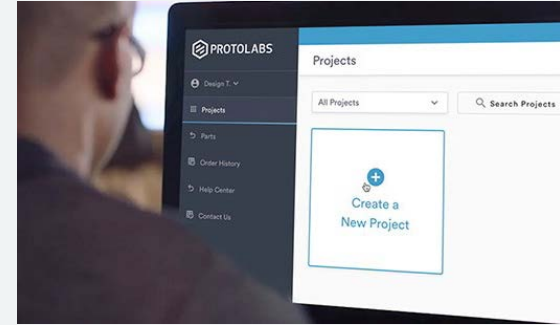 PROTOLABS
Design T.
Projects
Parts
Order History
Help Center
Contact Us
Projects
All Projects
Search Projects
Create a
New Project